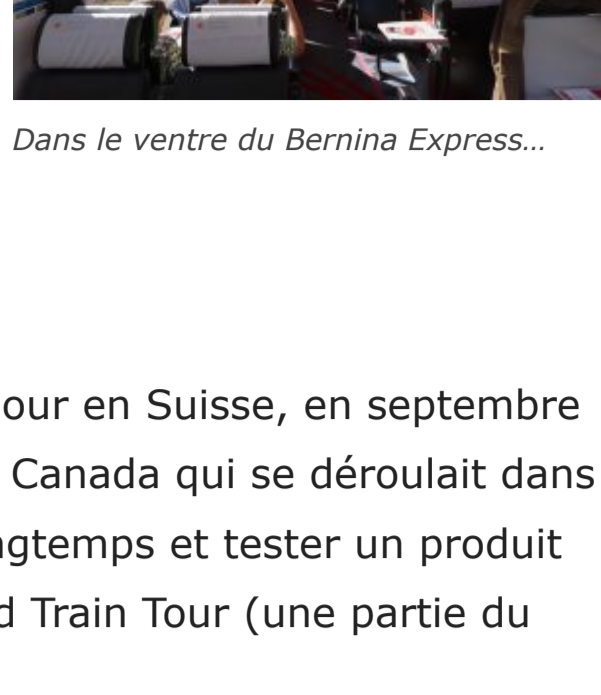 Dans le ventre du Bernina Express…
our en Suisse, en septembre
Canada qui se déroulait dans
ngtemps et tester un produit
d Train Tour (une partie du